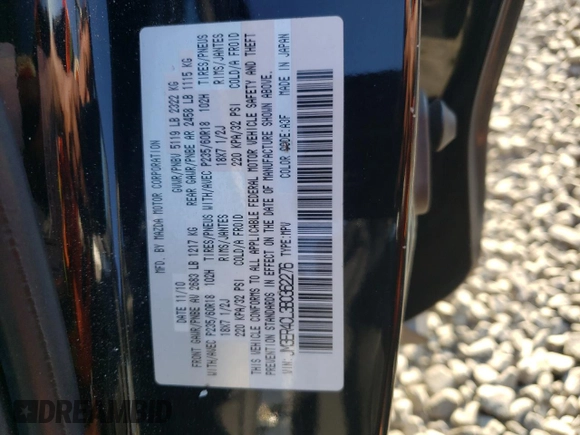 MFD. BY MAZDA MOTOR CORPORATION
DATE 11/10 GVWR/PNBV 5119 LB 2322 KG
FRONT GAWR/PNBE AV 2683 LB 1217 KG REAR GAWR/PNBE AR 2458 LB 1115 KG
WITH/AVEC P235/60R18 102H TIRES/PNEUS WITH/AVEC P235/60R18 102H TIRES/PNEUS
18X7 1/2J RIMS/JANTES 18X7 1/2J RIMS/JANTES
220 KPA/32 PSI COLD/A FROID 220 KPA/32 PSI COLD/A FROID
THIS VEHICLE CONFORMS TO ALL APPLICABLE FEDERAL MOTOR VEHICLE SAFETY AND THEFT
PREVENTION STANDARDS IN EFFECT ON THE DATE OF MANUFACTURE SHOWN ABOVE.
VIN: TYPE:MPV COLOR CODE:A3F MADE IN JAPAN
DREAMBID